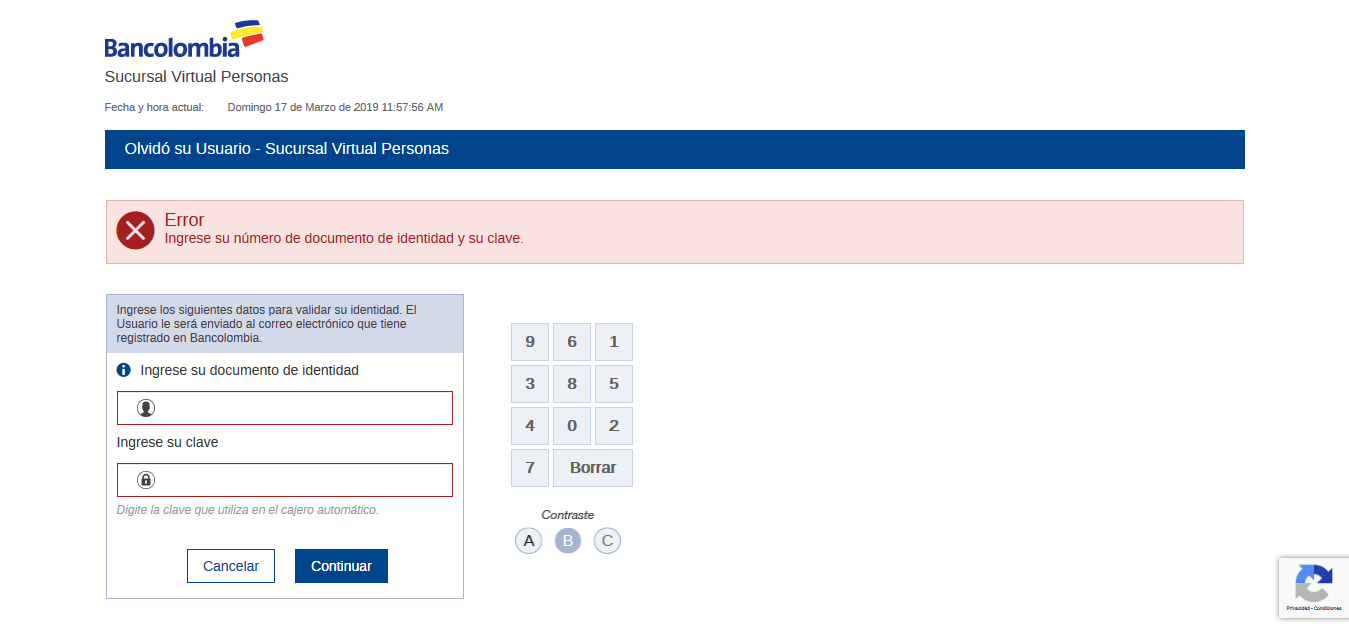 Bancolombia
Sucursal Virtual Personas
Fecha y hora actual: Domingo 17 de Marzo de 2019 11:57:56 AM
Olvidó su Usuario - Sucursal Virtual Personas
Error
Ingrese su número de documento de identidad y su clave.
Ingrese los siguientes datos para validar su identidad. El
Usuario le será enviado al correo electrónico que tiene
registrado en Bancolombia.
Ingrese su documento de identidad
Ingrese su clave
Digite la clave que utiliza en el cajero automático.
Cancelar Continuar
9 6 1
3 8 5
4 0 2
7 Borrar
Contraste
A B C
Privacidad - Condiciones